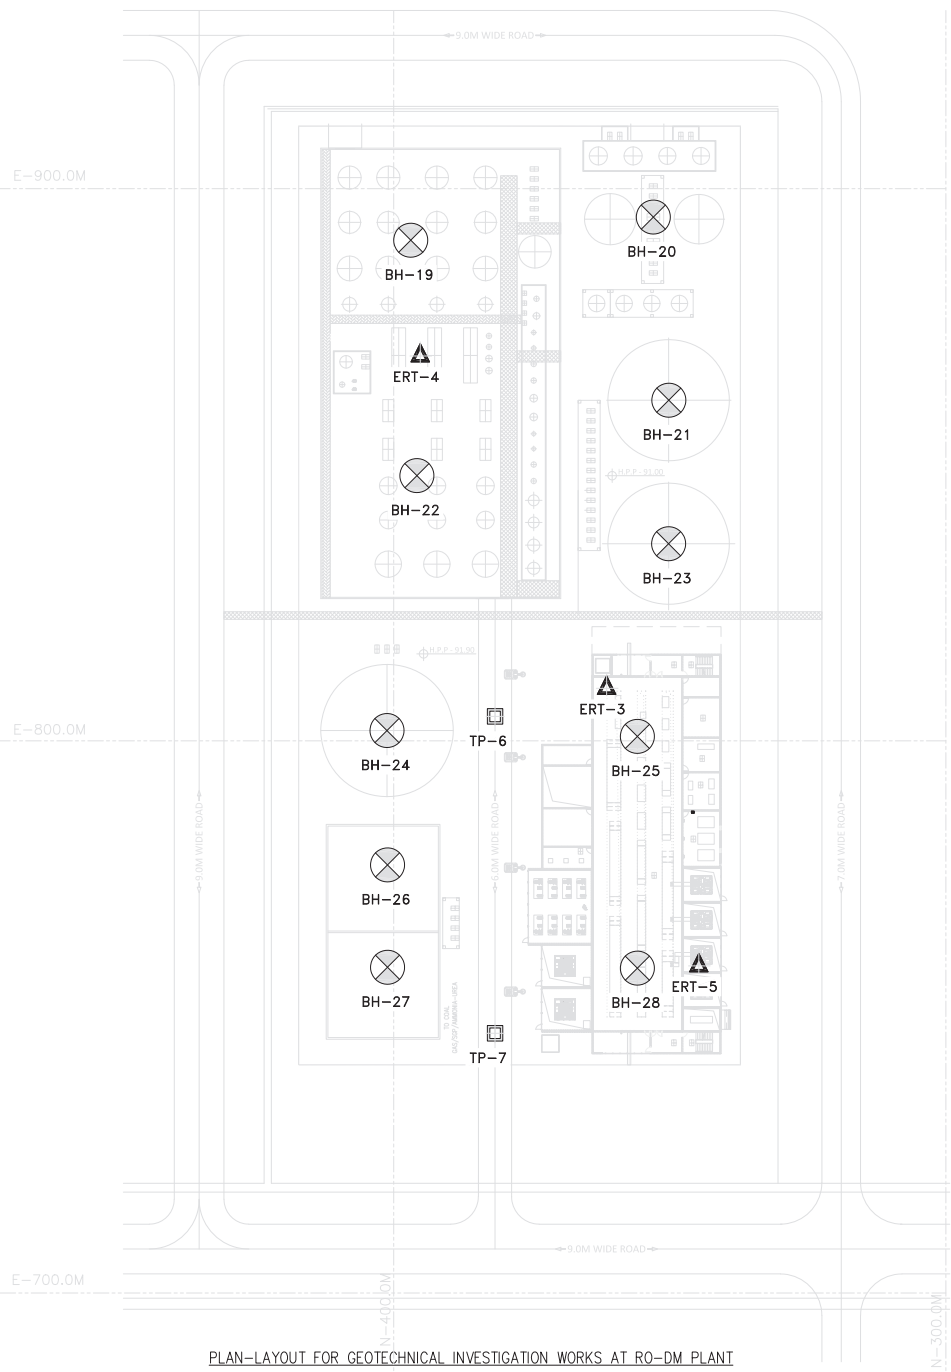 9.0M WIDE ROAD
E-900.0M
BH-20
BH-19
ERT-4
BH-21
H.P.P.- 91.00
BH-22
BH-23
H.P.P.- 91.90
ERT-3
E-800.0M
TP-6
BH-24
BH-25
9.0M WIDE ROAD
6.0M WIDE ROAD
7.0M WIDE ROAD
BH-26
BH-27
BH-28
ERT-5
TO COAL
TP-7
9.0M WIDE ROAD
E-700.0M
N-400.0M
N-300.0M
PLAN-LAYOUT FOR GEOTECHNICAL INVESTIGATION WORKS AT RO-DM PLANT